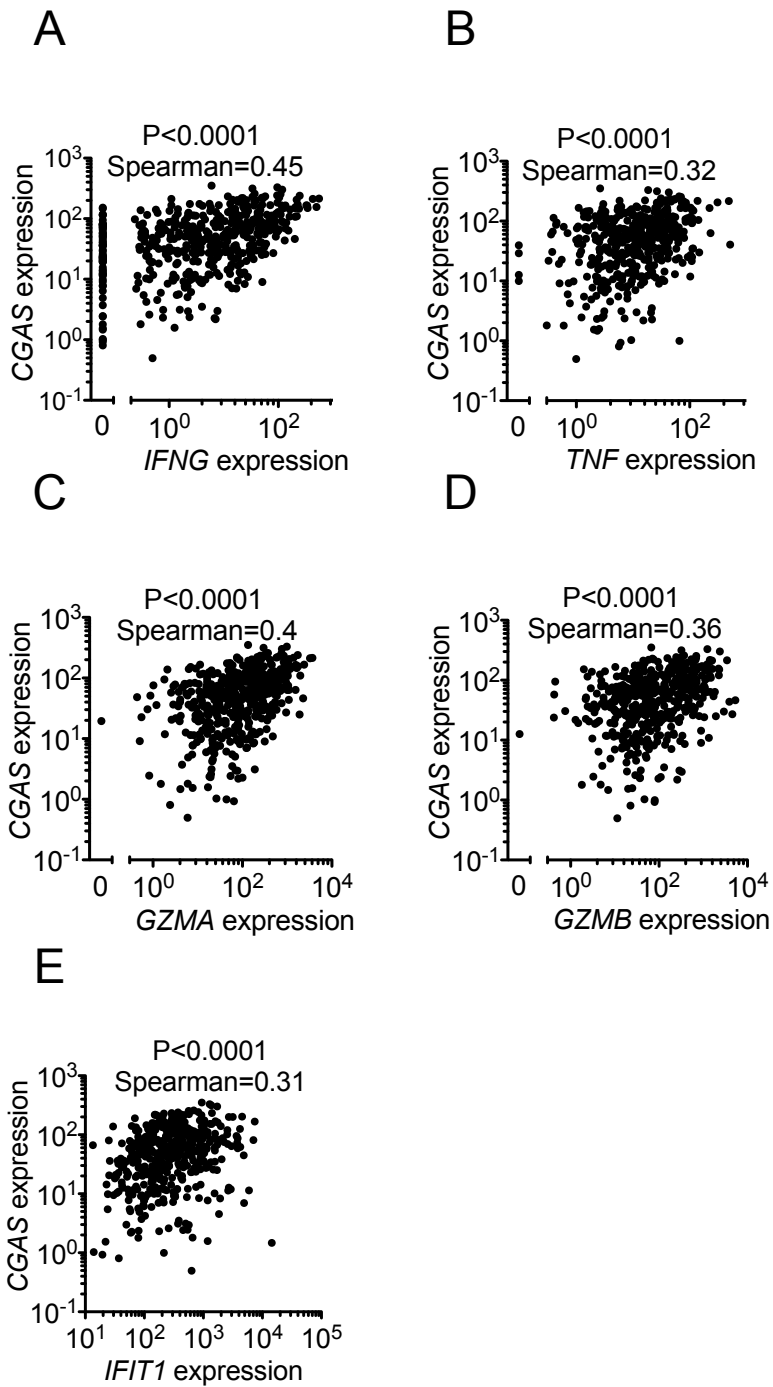 A
P<0.0001
Spearman=0.45
CGAS expression
10³
10²
10¹
10⁰
10⁻¹
0
10⁰
10²
IFNG expression
B
P<0.0001
Spearman=0.32
CGAS expression
10³
10²
10¹
10⁰
10⁻¹
0
10⁰
10²
TNF expression
C
P<0.0001
Spearman=0.4
CGAS expression
10³
10²
10¹
10⁰
10⁻¹
0
10⁰
10²
10⁴
GZMA expression
D
P<0.0001
Spearman=0.36
CGAS expression
10³
10²
10¹
10⁰
10⁻¹
0
10⁰
10²
10⁴
GZMB expression
E
P<0.0001
Spearman=0.31
CGAS expression
10³
10²
10¹
10⁰
10⁻¹
10¹
10²
10³
10⁴
10⁵
IFIT1 expression